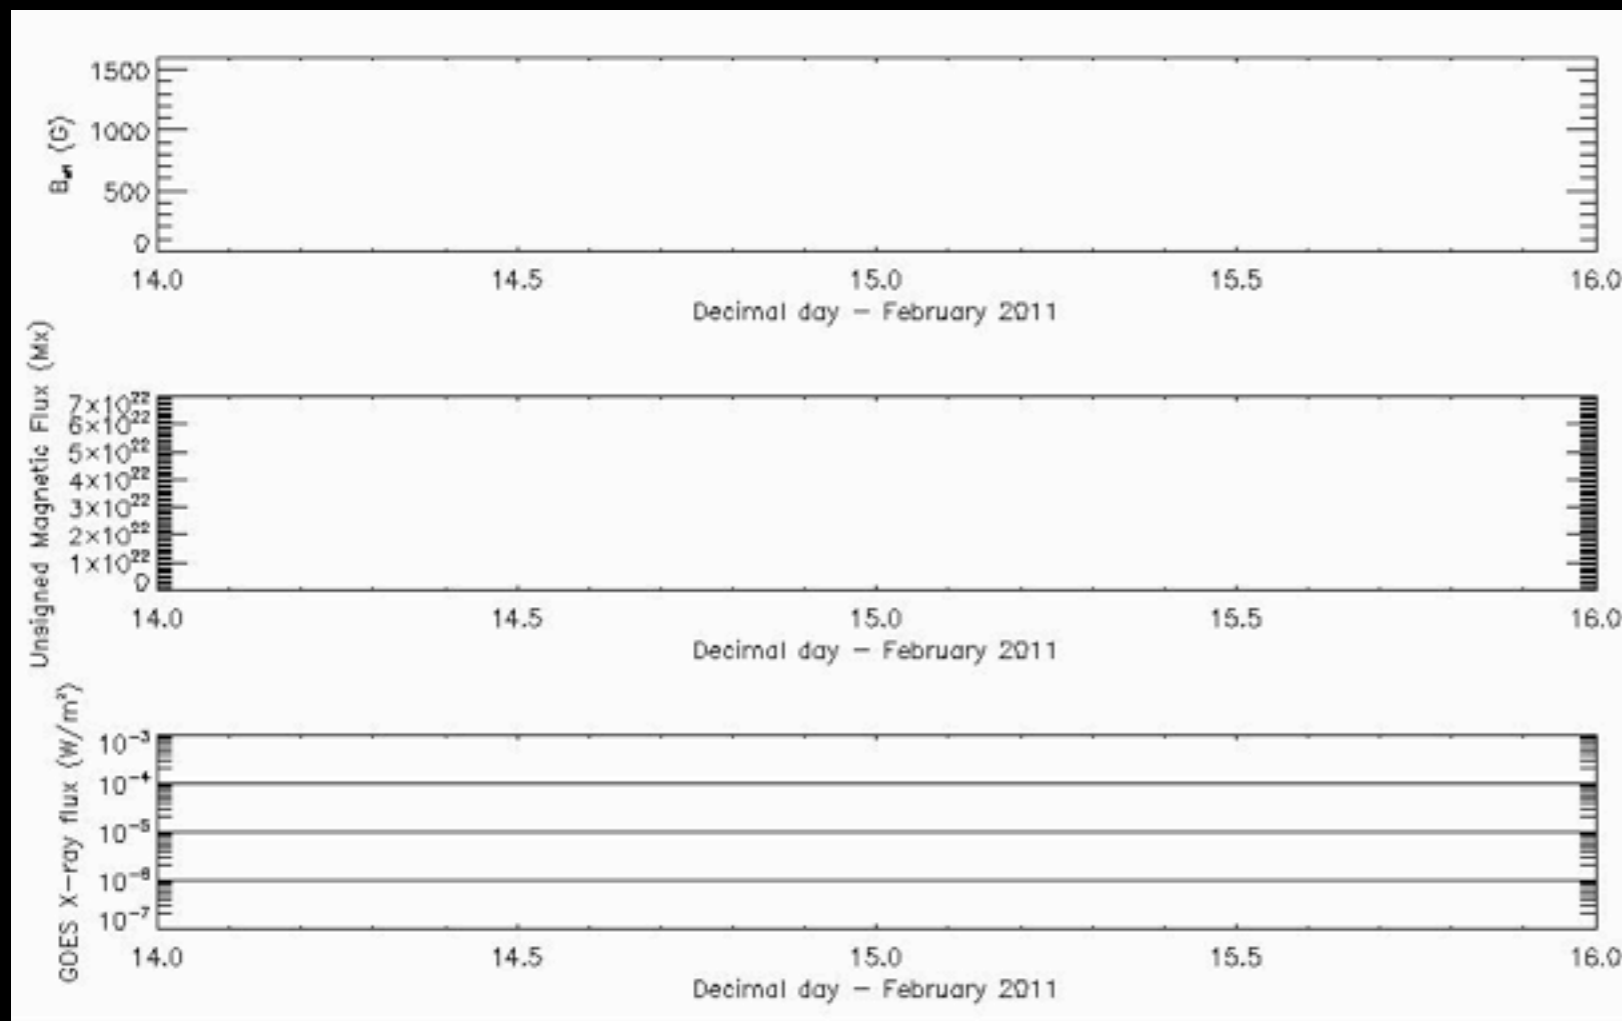 B_eff (G)
1500
1000
500
0
14.0 14.5 15.0 15.5 16.0
Decimal day – February 2011
Unsigned Magnetic Flux (Mx)
7×10²²
6×10²²
5×10²²
4×10²²
3×10²²
2×10²²
1×10²²
0
14.0 14.5 15.0 15.5 16.0
Decimal day – February 2011
GOES X-ray flux (W/m²)
10⁻³
10⁻⁴
10⁻⁵
10⁻⁶
10⁻⁷
14.0 14.5 15.0 15.5 16.0
Decimal day – February 2011